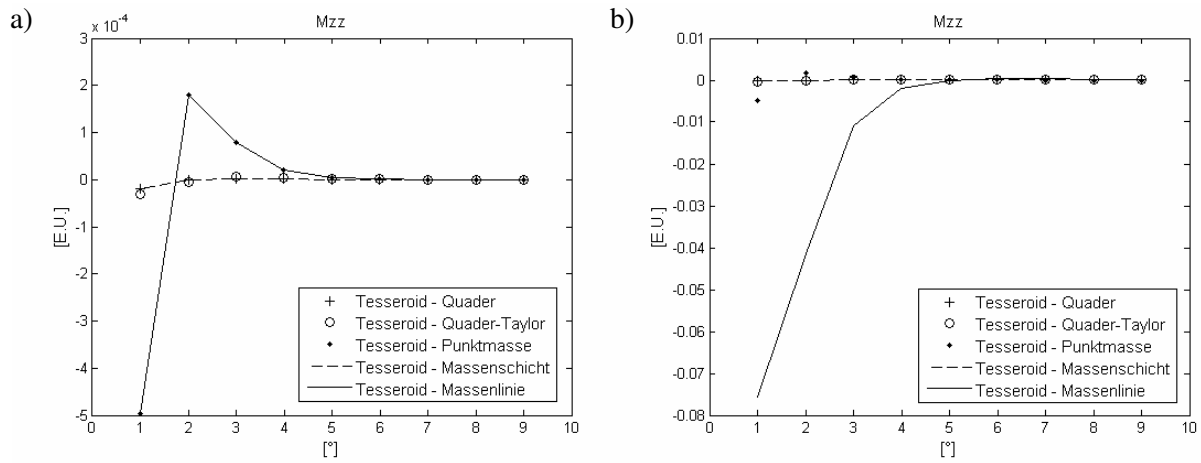 a)
Mzz
x 10-4
3
2
1
0
-1
-2
-3
-4
-5
[E.U.]
0 1 2 3 4 5 6 7 8 9 10
[°]
Tesseroid - Quader
Tesseroid - Quader-Taylor
Tesseroid - Punktmasse
Tesseroid - Massenschicht
Tesseroid - Massenlinie
b)
Mzz
0.01
0
-0.01
-0.02
-0.03
-0.04
-0.05
-0.06
-0.07
-0.08
[E.U.]
0 1 2 3 4 5 6 7 8 9 10
[°]
Tesseroid - Quader
Tesseroid - Quader-Taylor
Tesseroid - Punktmasse
Tesseroid - Massenschicht
Tesseroid - Massenlinie